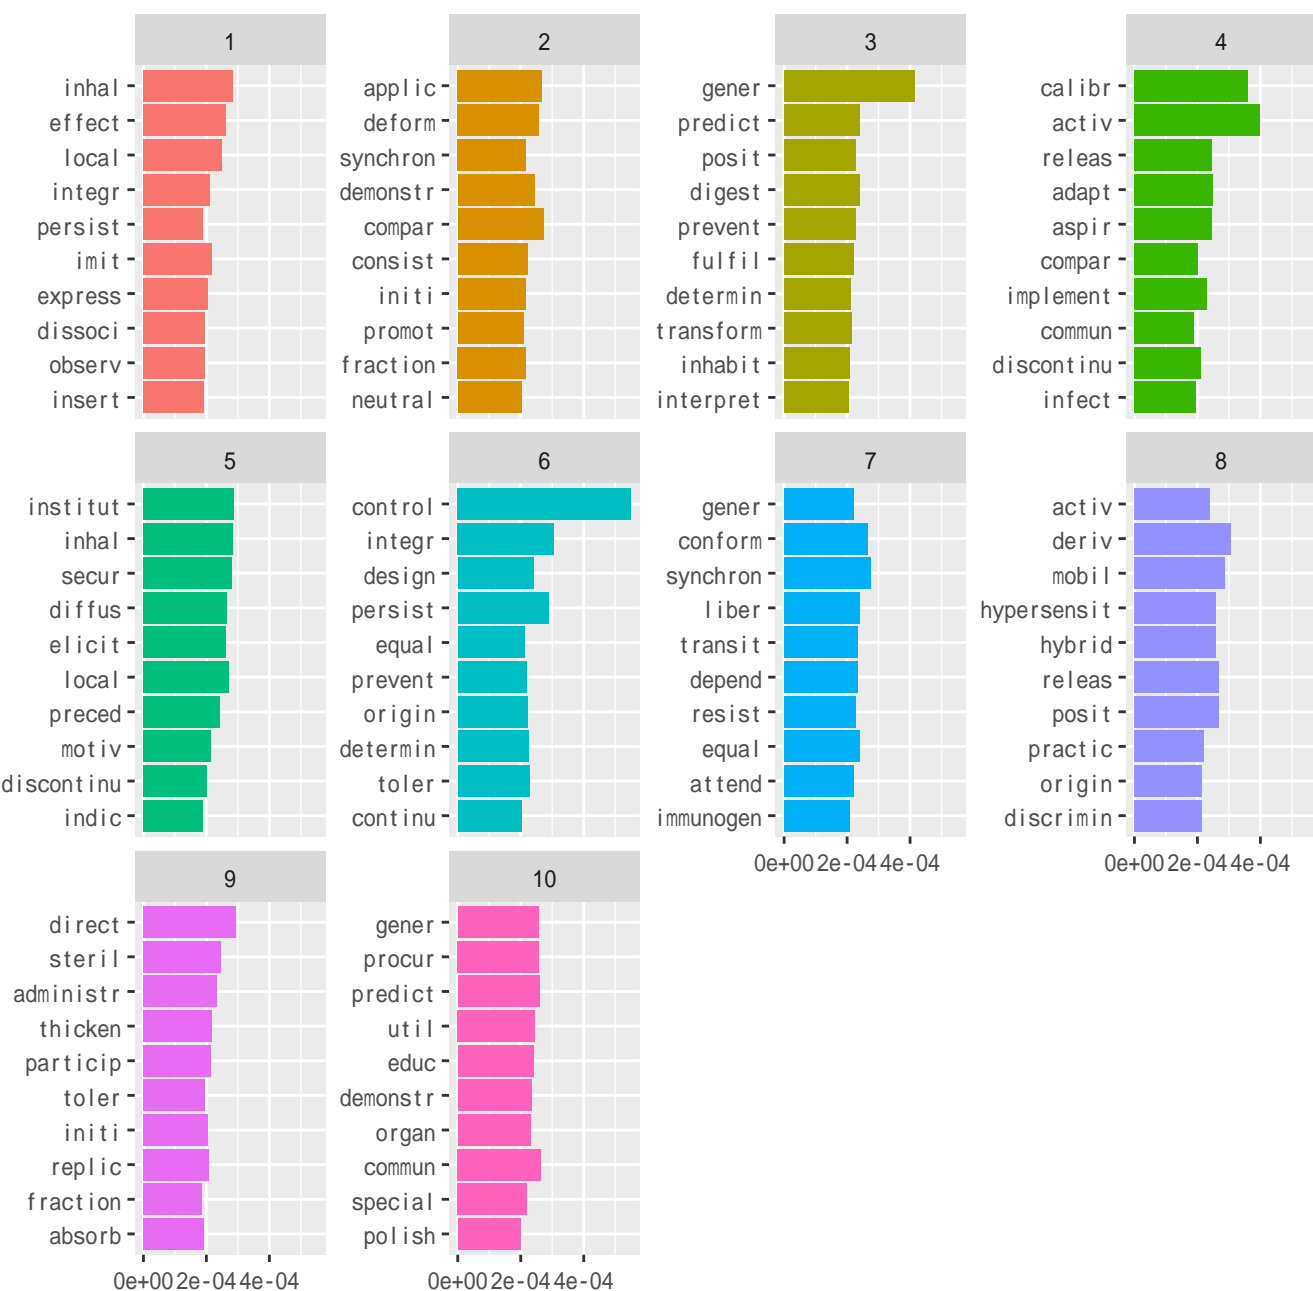 1
inhal
effect
local
integr
persist
imit
express
dissoci
observ
insert
2
applic
deform
synchron
demonstr
compar
consist
initi
promot
fraction
neutral
3
gener
predict
posit
digest
prevent
fulfil
determin
transform
inhabit
interpret
4
calibr
activ
releas
adapt
aspir
compar
implement
commun
discontinu
infect
5
institut
inhal
secur
diffus
elicit
local
preced
motiv
discontinu
indic
6
control
integr
design
persist
equal
prevent
origin
determin
toler
continu
7
gener
conform
synchron
liber
transit
depend
resist
equal
attend
immunogen
0e+00 2e-04 4e-04
8
activ
deriv
mobil
hypersensit
hybrid
releas
posit
practic
origin
discrimin
0e+00 2e-04 4e-04
9
direct
steril
administr
thicken
particip
toler
initi
replic
fraction
absorb
0e+00 2e-04 4e-04
10
gener
procur
predict
util
educ
demonstr
organ
commun
special
polish
0e+00 2e-04 4e-04